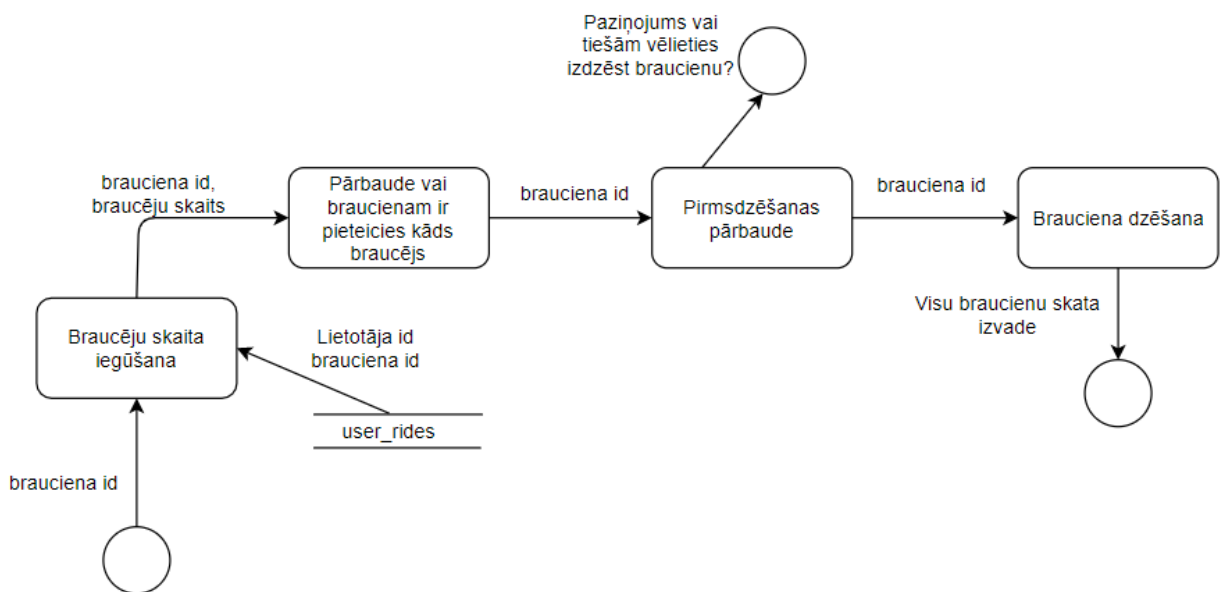 Paziņojums vai
tiešām vēlieties
izdzēst braucienu?
brauciena id,
braucēju skaits
Pārbaude vai
braucienam ir
pieteicies kāds
braucējs
brauciena id
Pirmsdzēšanas
pārbaude
brauciena id
Brauciena dzēšana
Braucēju skaita
iegūšana
Lietotāja id
brauciena id
Visu braucienu skata
izvade
user_rides
brauciena id